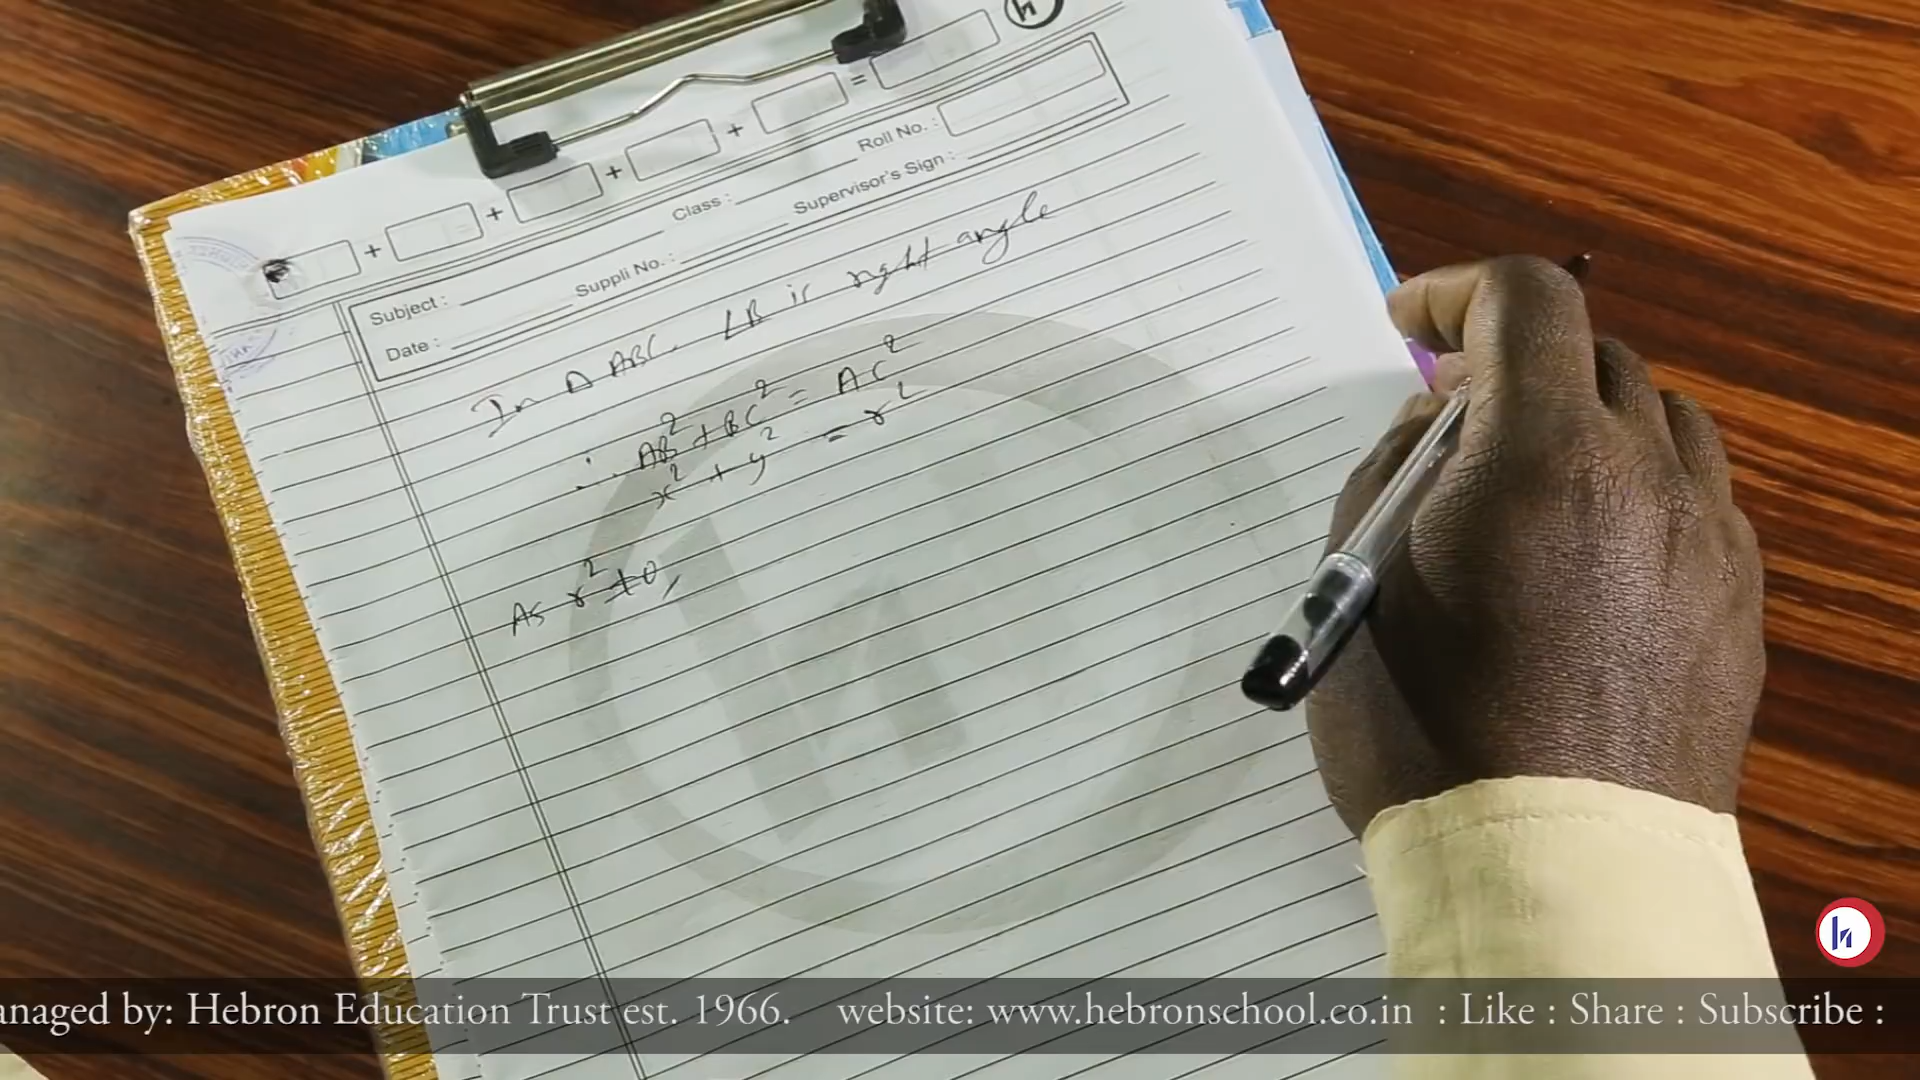 + + + + =
Class : Roll No. :
Subject :
Suppli No. : Supervisor's Sign :
Date :
In Δ ABC, ∠B is right angle
∴ AB² + BC² = AC²
x² + y² = r²
As r² ≠ 0,
anaged by: Hebron Education Trust est. 1966. website: www.hebronschool.co.in : Like : Share : Subscribe :